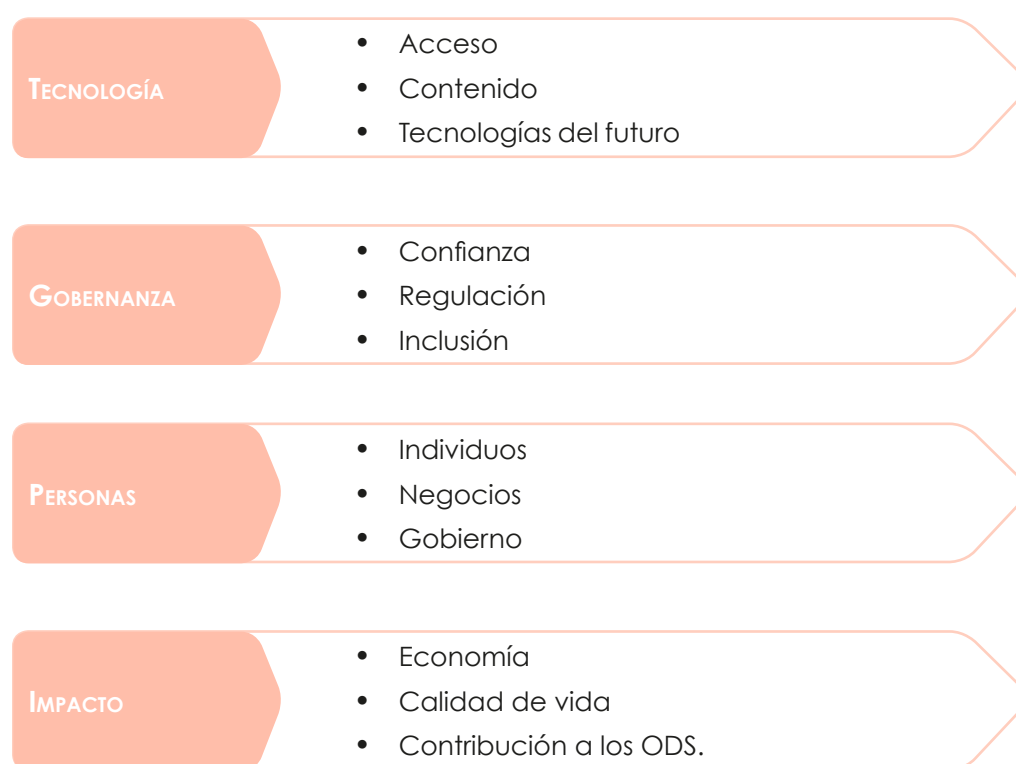 TECNOLOGÍA
• Acceso
• Contenido
• Tecnologías del futuro
GOBERNANZA
• Confianza
• Regulación
• Inclusión
PERSONAS
• Individuos
• Negocios
• Gobierno
IMPACTO
• Economía
• Calidad de vida
• Contribución a los ODS.